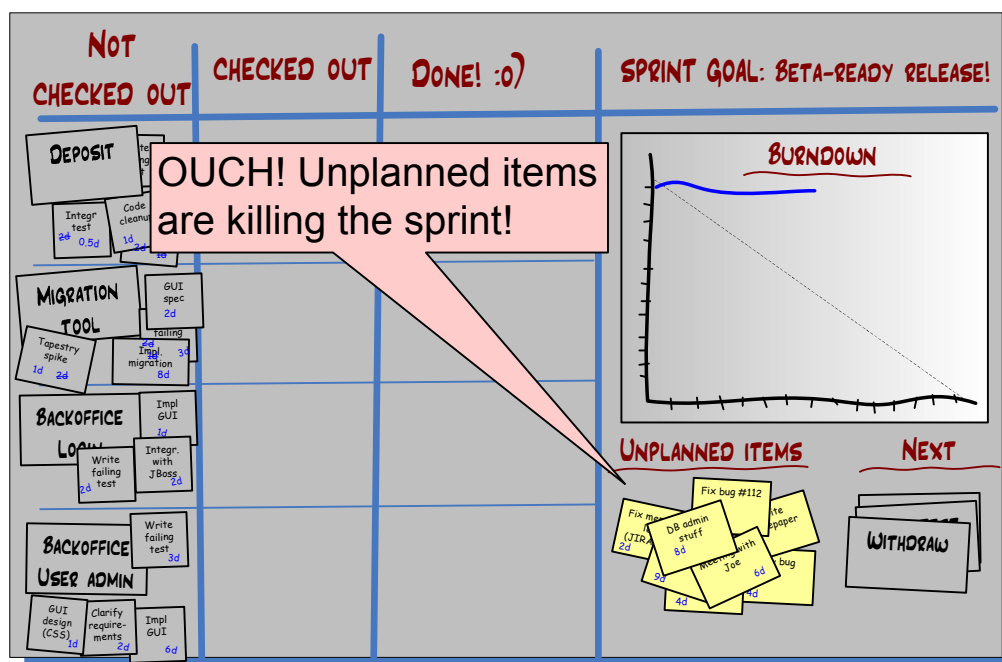 NOT
CHECKED OUT
CHECKED OUT
DONE! :o)
SPRINT GOAL: BETA-READY RELEASE!
OUCH! Unplanned items
are killing the sprint!
DEPOSIT
Integr
test
2d 0.5d
Code
1d
2d
MIGRATION
TOOL
GUI
spec
2d
failing
2d
3d
Tapestry
spike
1d 2d
Impl.
migration
8d
BACKOFFICE
LOGIN
Impl
GUI
1d
Write
failing
test
2d
Integr.
with
JBoss
2d
BACKOFFICE
USER ADMIN
Write
failing
test
3d
GUI
design
(CSS)
1d
Clarify
require-
ments
2d
Impl
GUI
6d
BURNDOWN
UNPLANNED ITEMS
NEXT
Fix bug #112
Fix
2d
DB admin
stuff
8d
9d
Meeting with
Joe
6d
bug
4d
4d
WITHDRAW